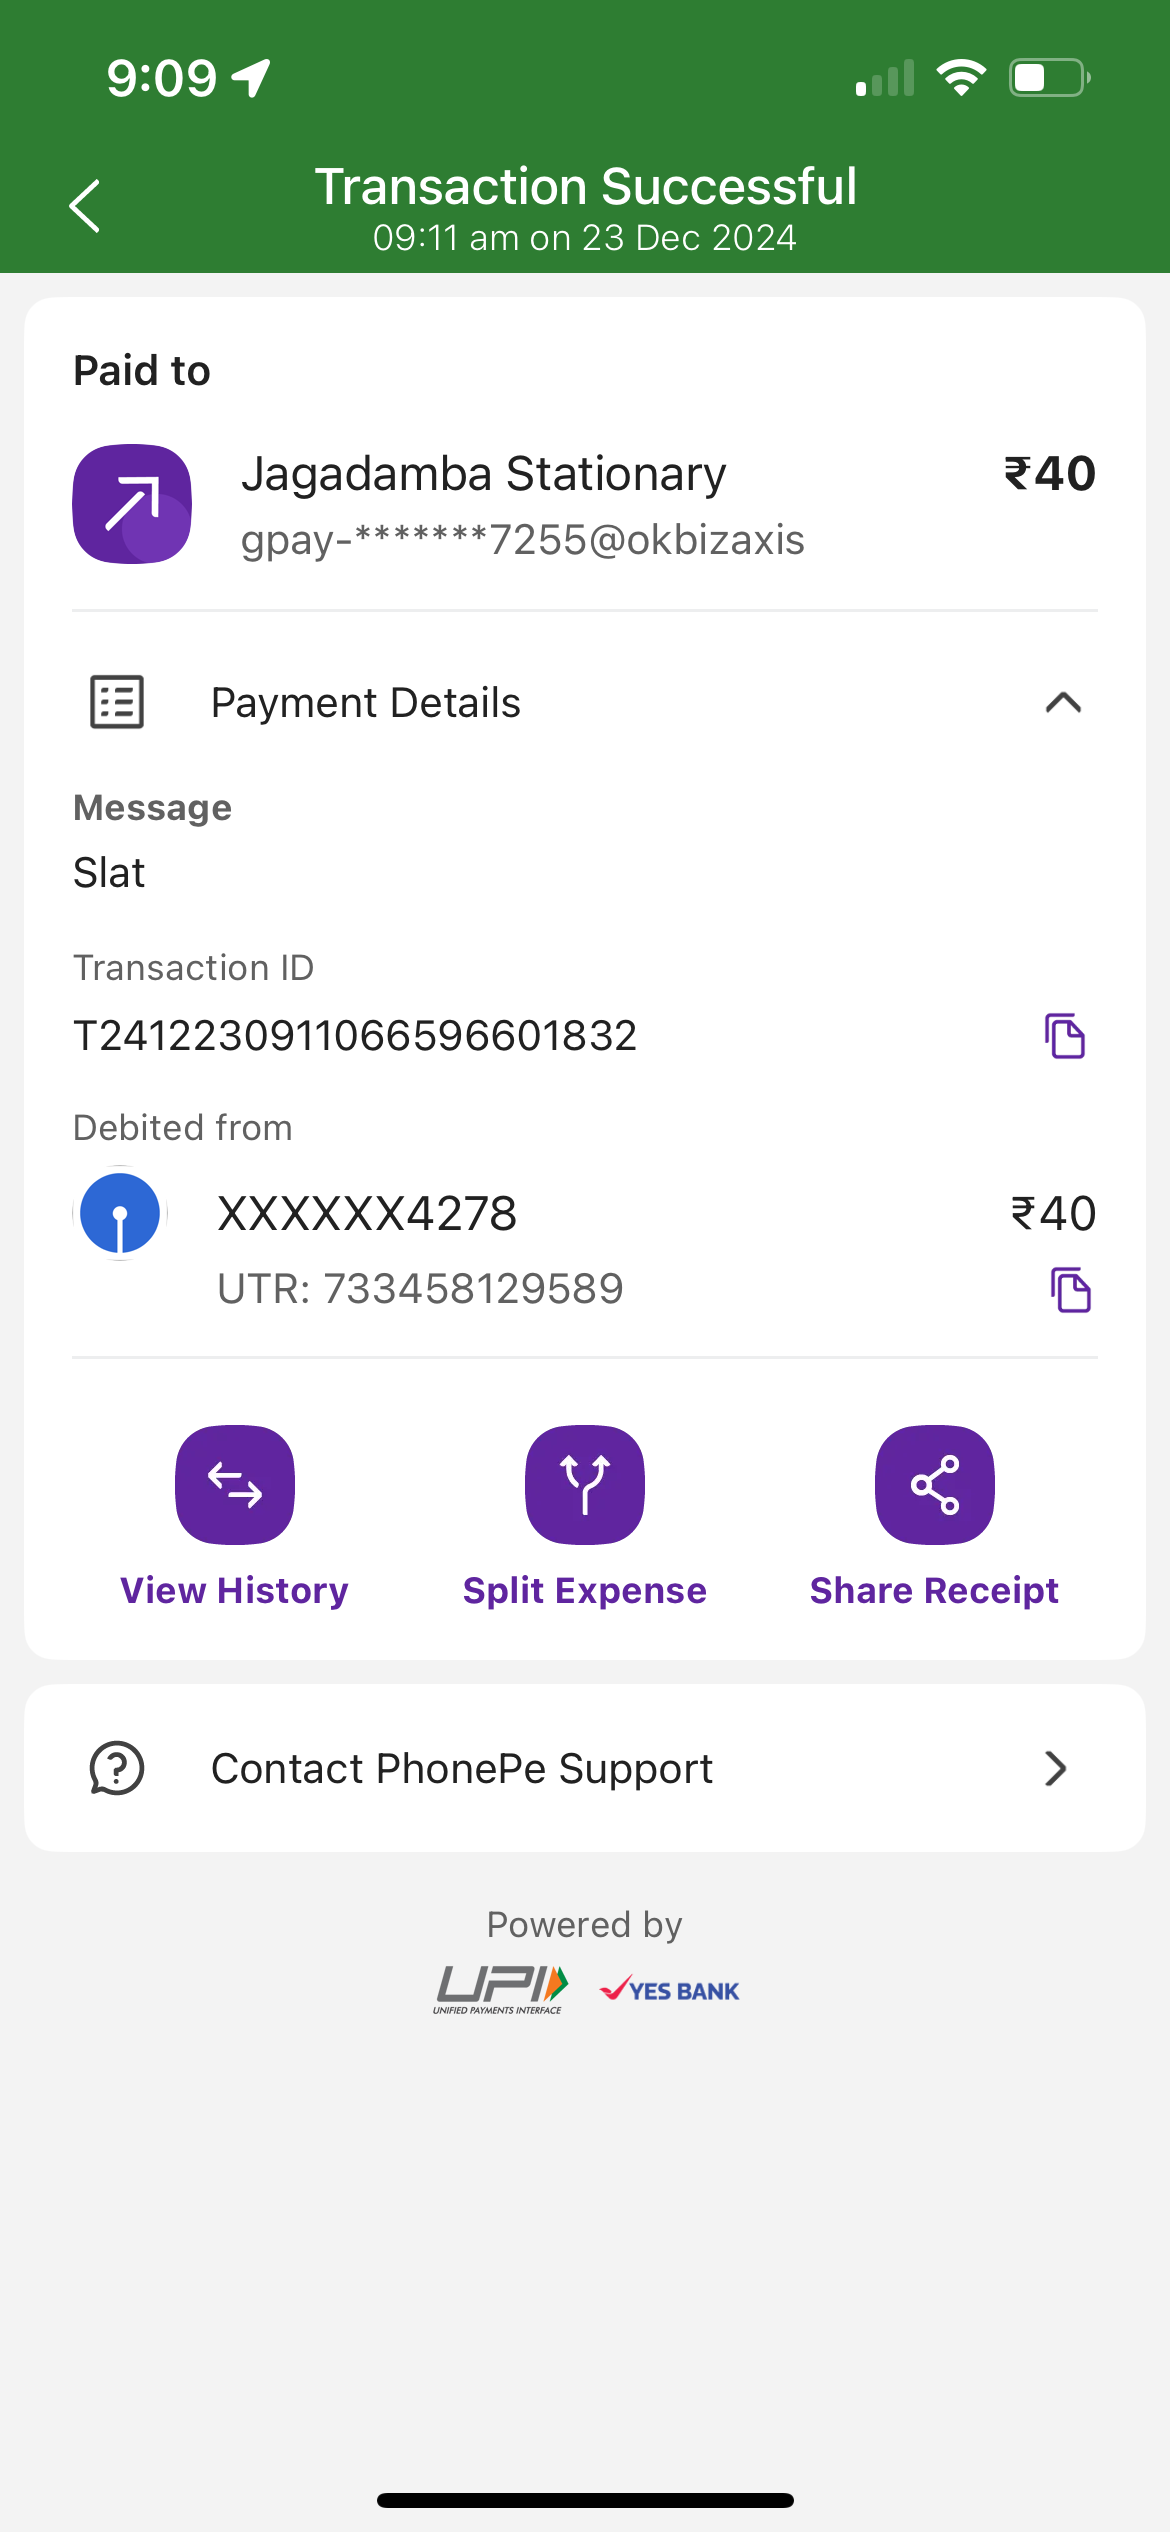 9:09
Transaction Successful
09:11 am on 23 Dec 2024
Paid to
Jagadamba Stationary
₹40
gpay-*******7255@okbizaxis
Payment Details
Message
Slat
Transaction ID
T2412230911066596601832
Debited from
XXXXXX4278
₹40
UTR: 733458129589
View History
Split Expense
Share Receipt
Contact PhonePe Support
Powered by
UPI
UNIFIED PAYMENTS INTERFACE
YES BANK